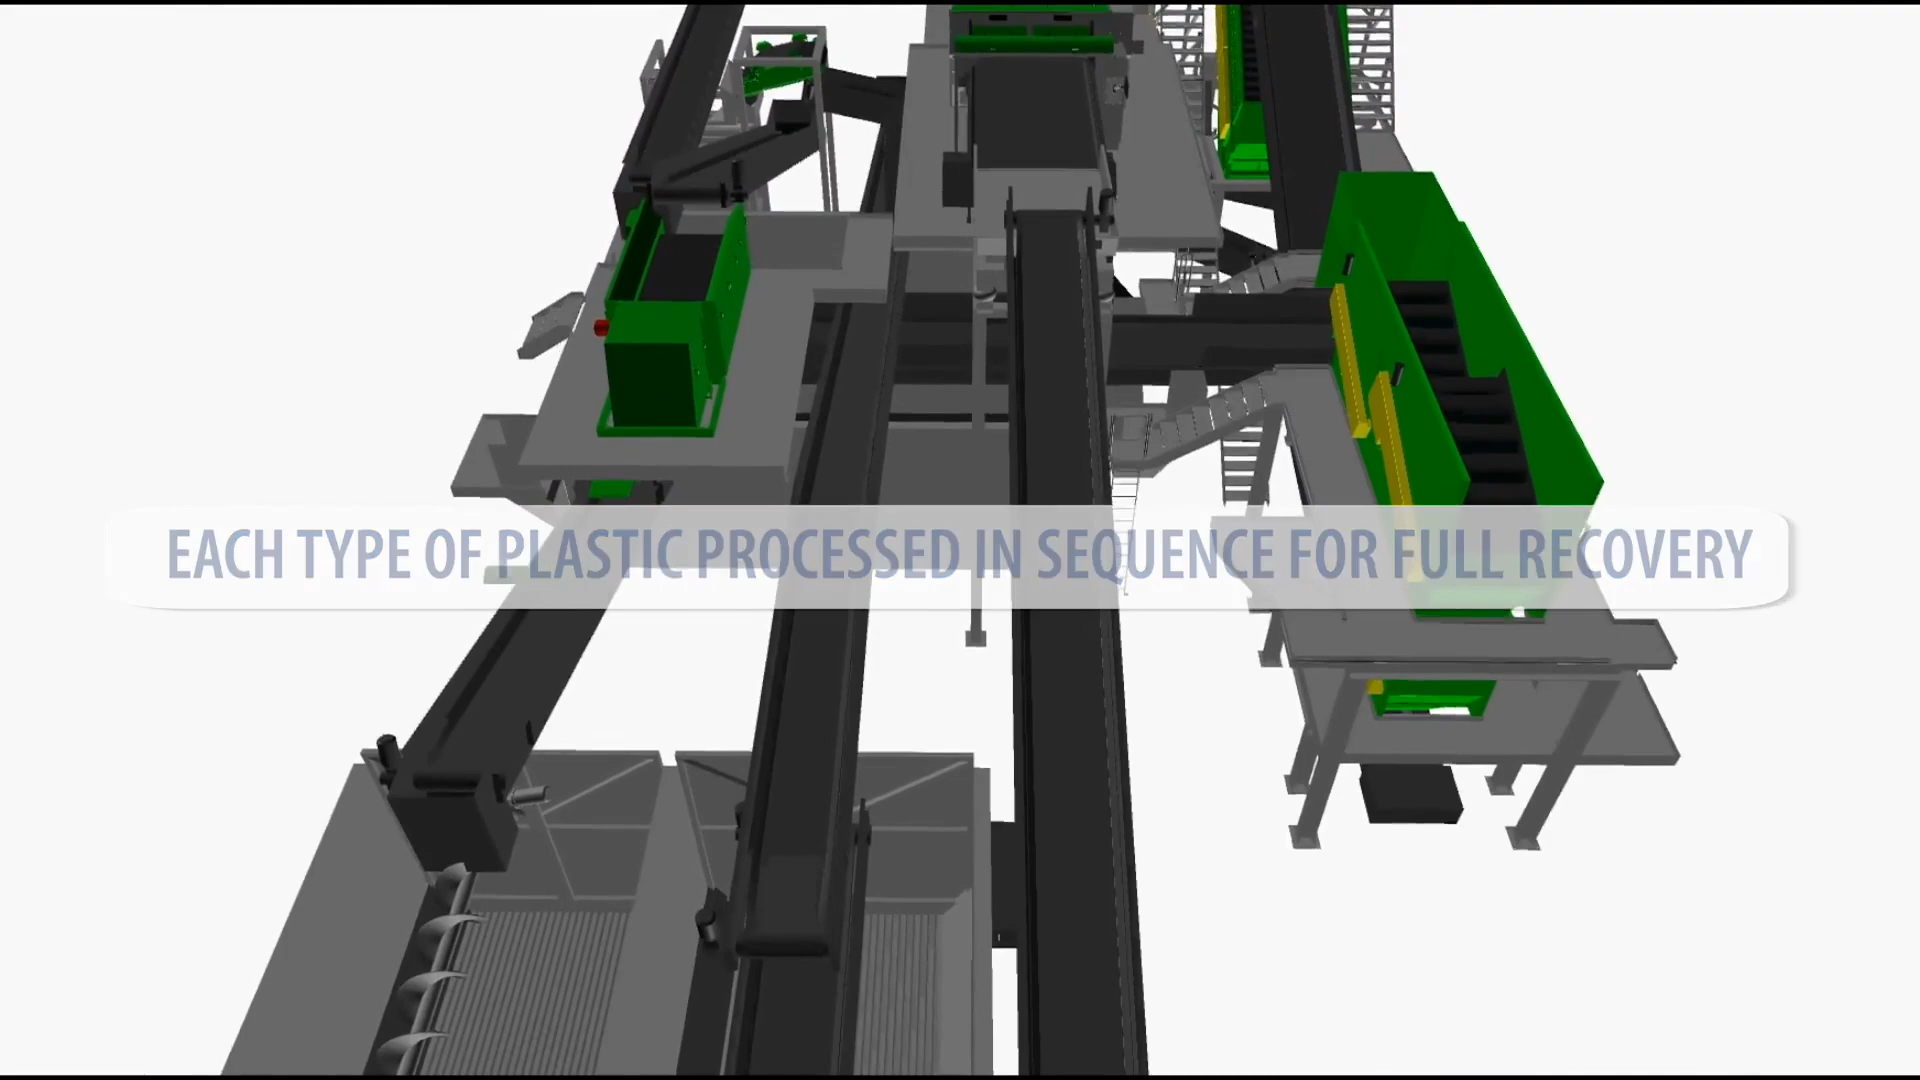 EACH TYPE OF PLASTIC PROCESSED IN SEQUENCE FOR FULL RECOVERY